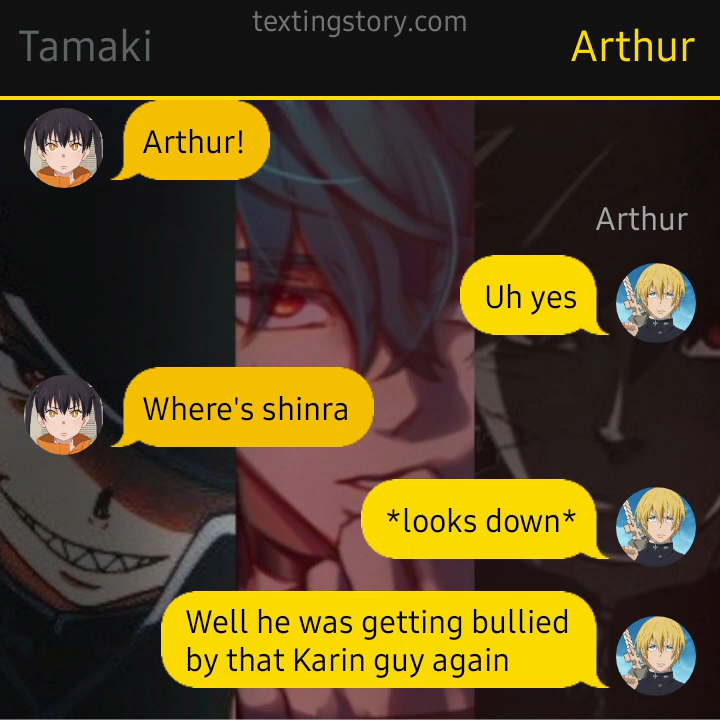 textingstory.com
Tamaki
Arthur
Arthur!
Arthur
Uh yes
Where's shinra
*looks down*
Well he was getting bullied
by that Karin guy again